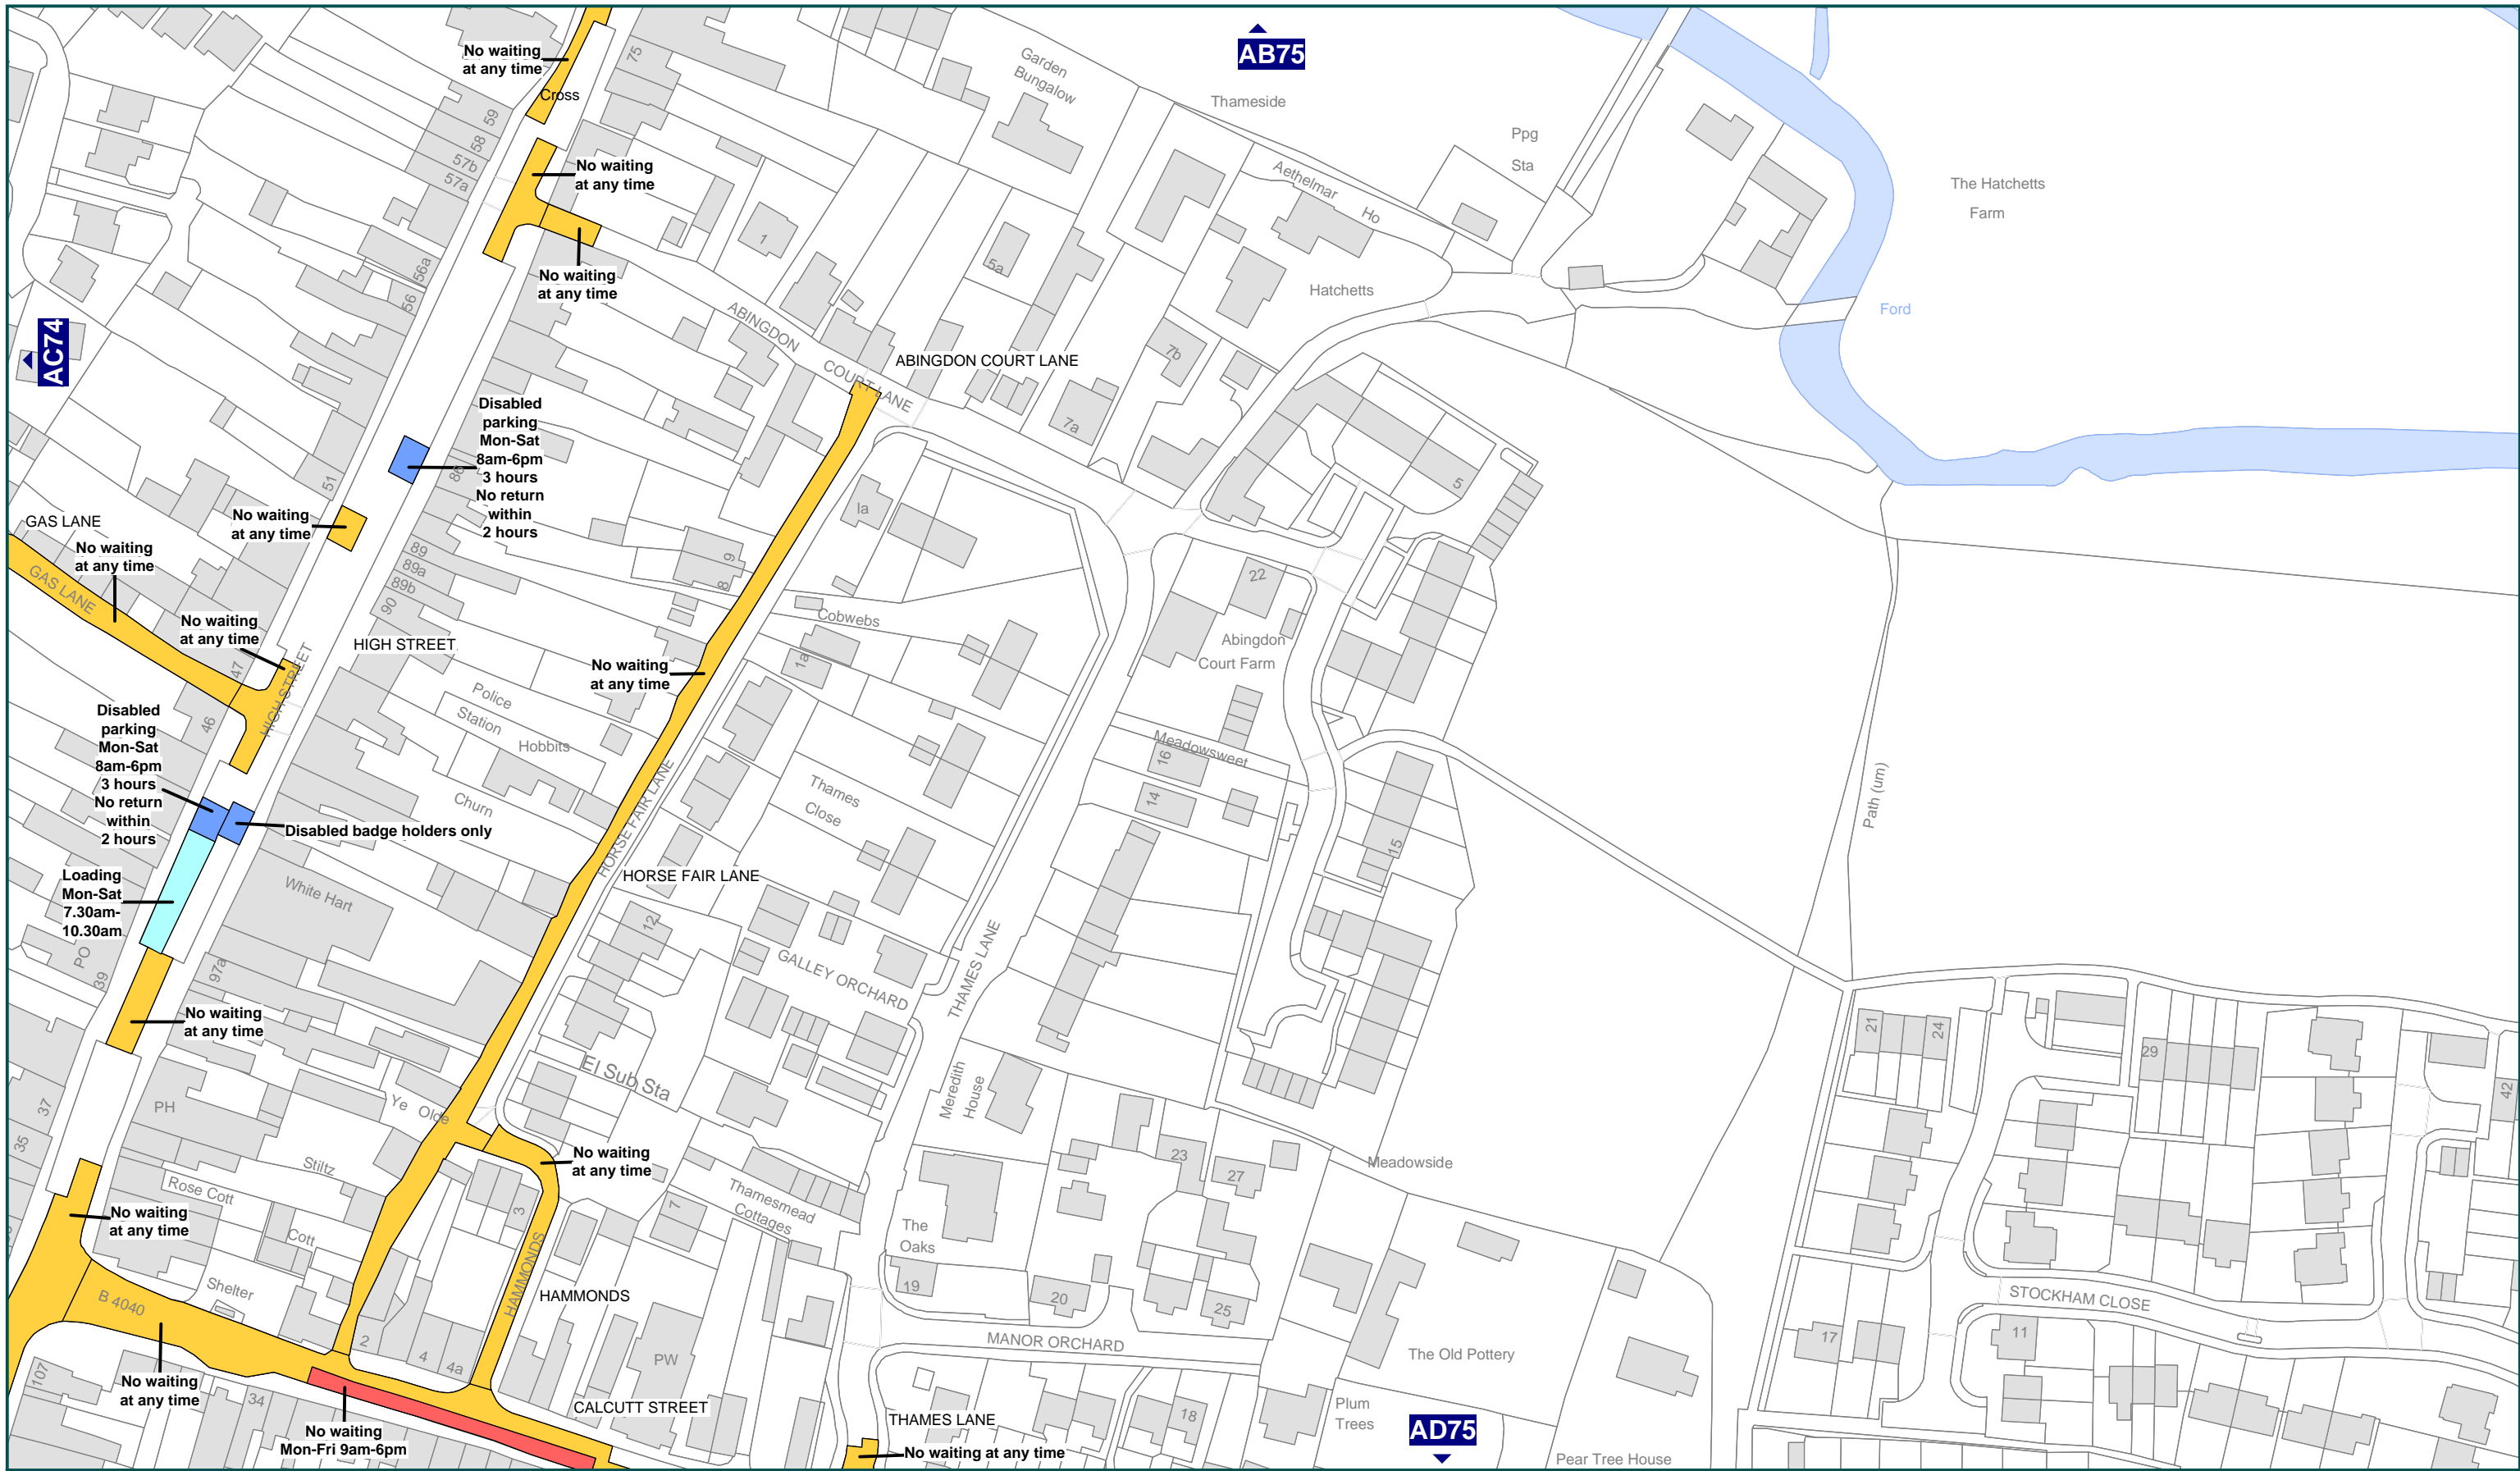 No waiting
at any time
Cross
75
59
58
57b
57a
No waiting
at any time
No waiting
at any time
56a
56
AB75
Garden
Bungalow
Thameside
Ppg
Sta
Aethelmar
Ho
The Hatchetts
Farm
Hatchetts
Ford
1
5a
7b
7a
AC74
ABINGDON
COURT LANE
ABINGDON COURT LANE
Disabled
parking
Mon-Sat
8am-6pm
3 hours
No return
within
2 hours
86
51
No waiting
at any time
GAS LANE
No waiting
at any time
GAS LANE
No waiting
at any time
47
46
HIGH STREET
HIGH STREET
89
89a
89b
90
9
8
Ia
5
22
Cobwebs
1a
Abingdon
Court Farm
No waiting
at any time
Police
Station
Hobbits
Churn
Disabled
parking
Mon-Sat
8am-6pm
3 hours
No return
within
2 hours
Disabled badge holders only
Loading
Mon-Sat
7.30am-
10.30am
White Hart
HORSE FAIR LANE
HORSE FAIR LANE
Thames
Close
Meadowsweet
16
14
15
Path (um)
12
PO
39
97a
GALLEY ORCHARD
THAMES LANE
No waiting
at any time
El Sub Sta
Meredith
House
21
24
29
42
37
35
PH
Ye Olde
Stiltz
Rose Cott
Cott
No waiting
at any time
No waiting
at any time
3
7
Thamesmead
Cottages
The
Oaks
19
20
23
27
25
Meadowside
Shelter
B 4040
HAMMONDS
HAMMONDS
2
4
4a
PW
MANOR ORCHARD
The Old Pottery
STOCKHAM CLOSE
17
11
107
No waiting
at any time
34
No waiting
Mon-Fri 9am-6pm
CALCUTT STREET
THAMES LANE
No waiting at any time
18
Plum
Trees
AD75
Pear Tree House